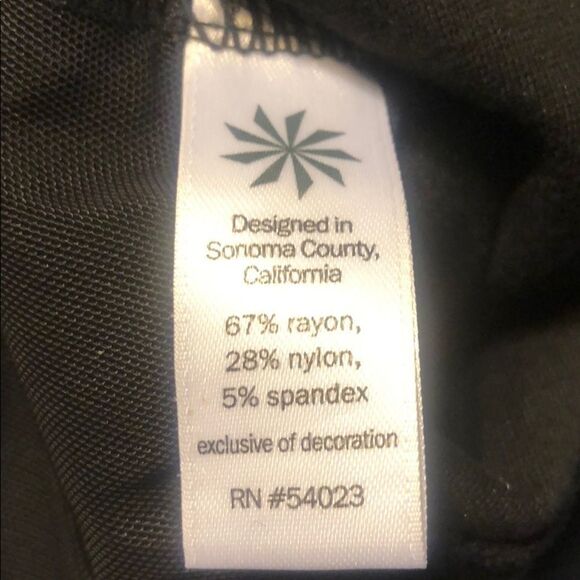 Designed in
Sonoma County,
California
67% rayon,
28% nylon,
5% spandex
exclusive of decoration
RN #54023